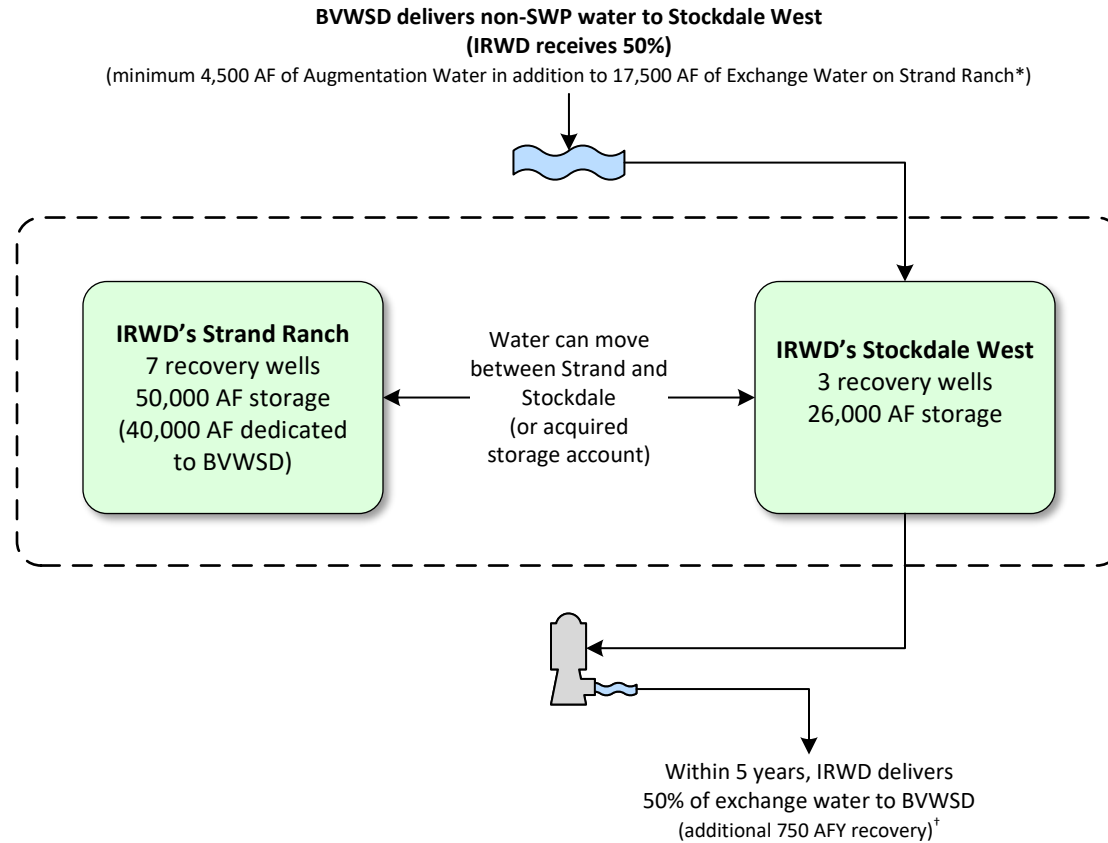 BVWSD delivers non-SWP water to Stockdale West
(IRWD receives 50%)
(minimum 4,500 AF of Augmentation Water in addition to 17,500 AF of Exchange Water on Strand Ranch*)
IRWD’s Strand Ranch
7 recovery wells
50,000 AF storage
(40,000 AF dedicated
to BVWSD)
Water can move
between Strand and
Stockdale
(or acquired
storage account)
IRWD’s Stockdale West
3 recovery wells
26,000 AF storage
Within 5 years, IRWD delivers
50% of exchange water to BVWSD
(additional 750 AFY recovery)†